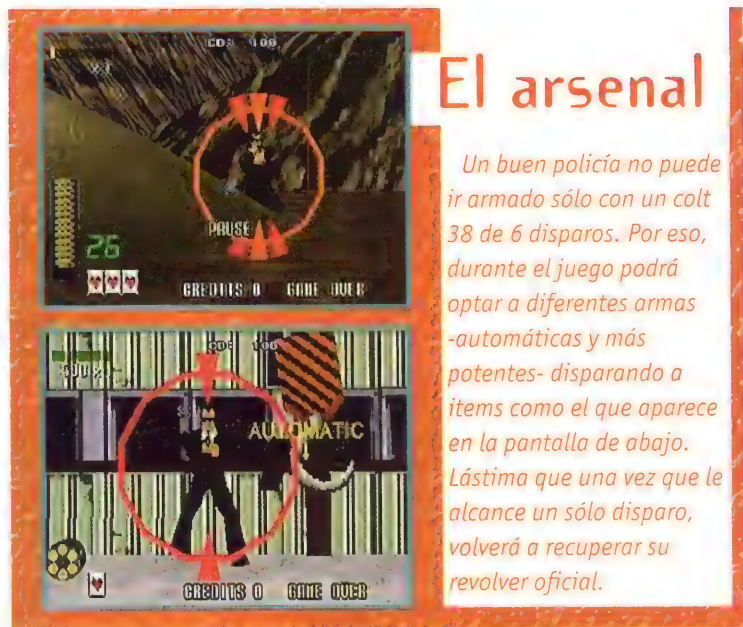 El arsenal
Un buen policía no puede
ir armado sólo con un colt
38 de 6 disparos. Por eso,
durante el juego podrá
optar a diferentes armas
-automáticas y más
potentes- disparando a
items como el que aparece
en la pantalla de abajo.
Lástima que una vez que le
alcance un sólo disparo,
volverá a recuperar su
revolver oficial.
100
26
PAUSE
CREDITS 0 GAME OVER
100
AUTOMATIC
CREDITS 0 GAME OVER